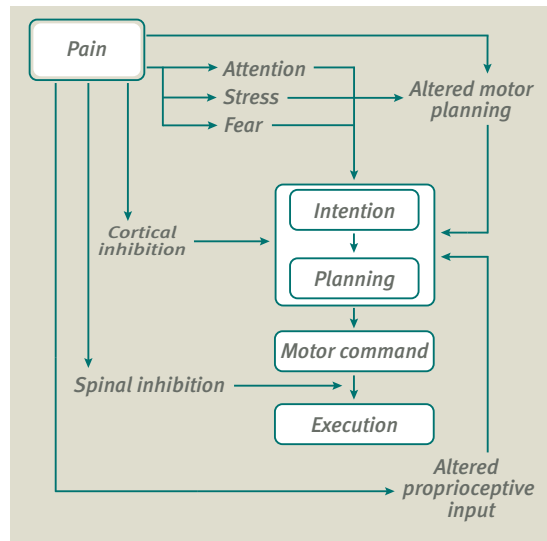 Pain
Attention
Stress
Fear
Altered motor
planning
Intention
Cortical
inhibition
Planning
Motor command
Spinal inhibition
Execution
Altered
proprioceptive
input